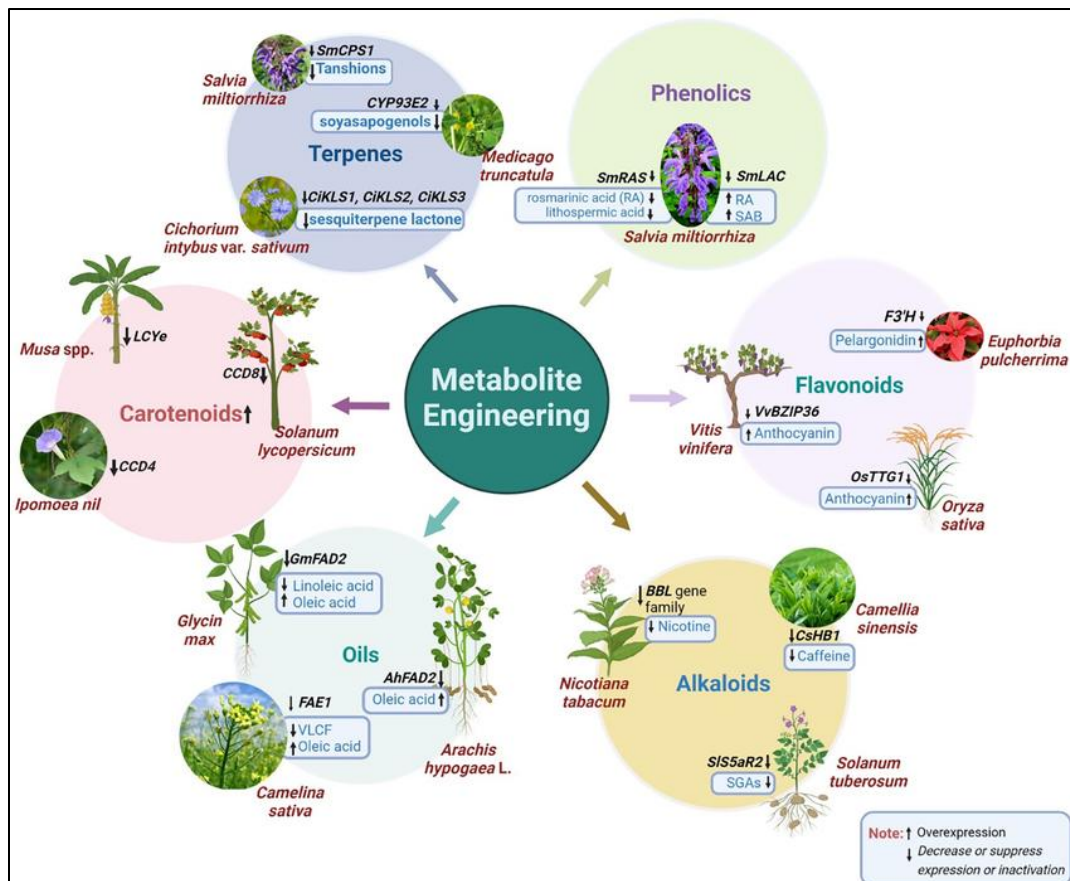 ↓SmCPS1
↓Tanshions
Salvia
miltiorrhiza
CYP93E2 ↓
soyasapogenols ↓
Terpenes
Medicago
truncatula
↓CiKLS1, CiKLS2, CiKLS3
↓sesquiterpene lactone
Cichorium
intybus var. sativum
Phenolics
SmRAS ↓
rosmarinic acid (RA) ↓
lithospermic acid ↓
↓ SmLAC
↑ RA
↑ SAB
Salvia miltiorrhiza
Musa spp.
↓LCYe
CCD8↓
Carotenoids↑
Solanum
lycopersicum
↓CCD4
Ipomoea nil
Metabolite
Engineering
F3'H ↓
Pelargonidin ↑
Euphorbia
pulcherrima
Flavonoids
↓ VvBZIP36
↑ Anthocyanin
Vitis
vinifera
OsTTG1↓
Anthocyanin↑
Oryza
sativa
↓GmFAD2
↓ Linoleic acid
↑ Oleic acid
Glycin
max
Oils
AhFAD2 ↓
Oleic acid ↑
Arachis
hypogaea L.
↓ FAE1
↓VLCF
↑Oleic acid
Camelina
sativa
↓BBL gene
family
↓ Nicotine
Nicotiana
tabacum
Camellia
sinensis
↓CsHB1
↓Caffeine
Alkaloids
SlS5aR2 ↓
SGAs ↓
Solanum
tuberosum
Note: ↑ Overexpression
↓ Decrease or suppress
expression or inactivation